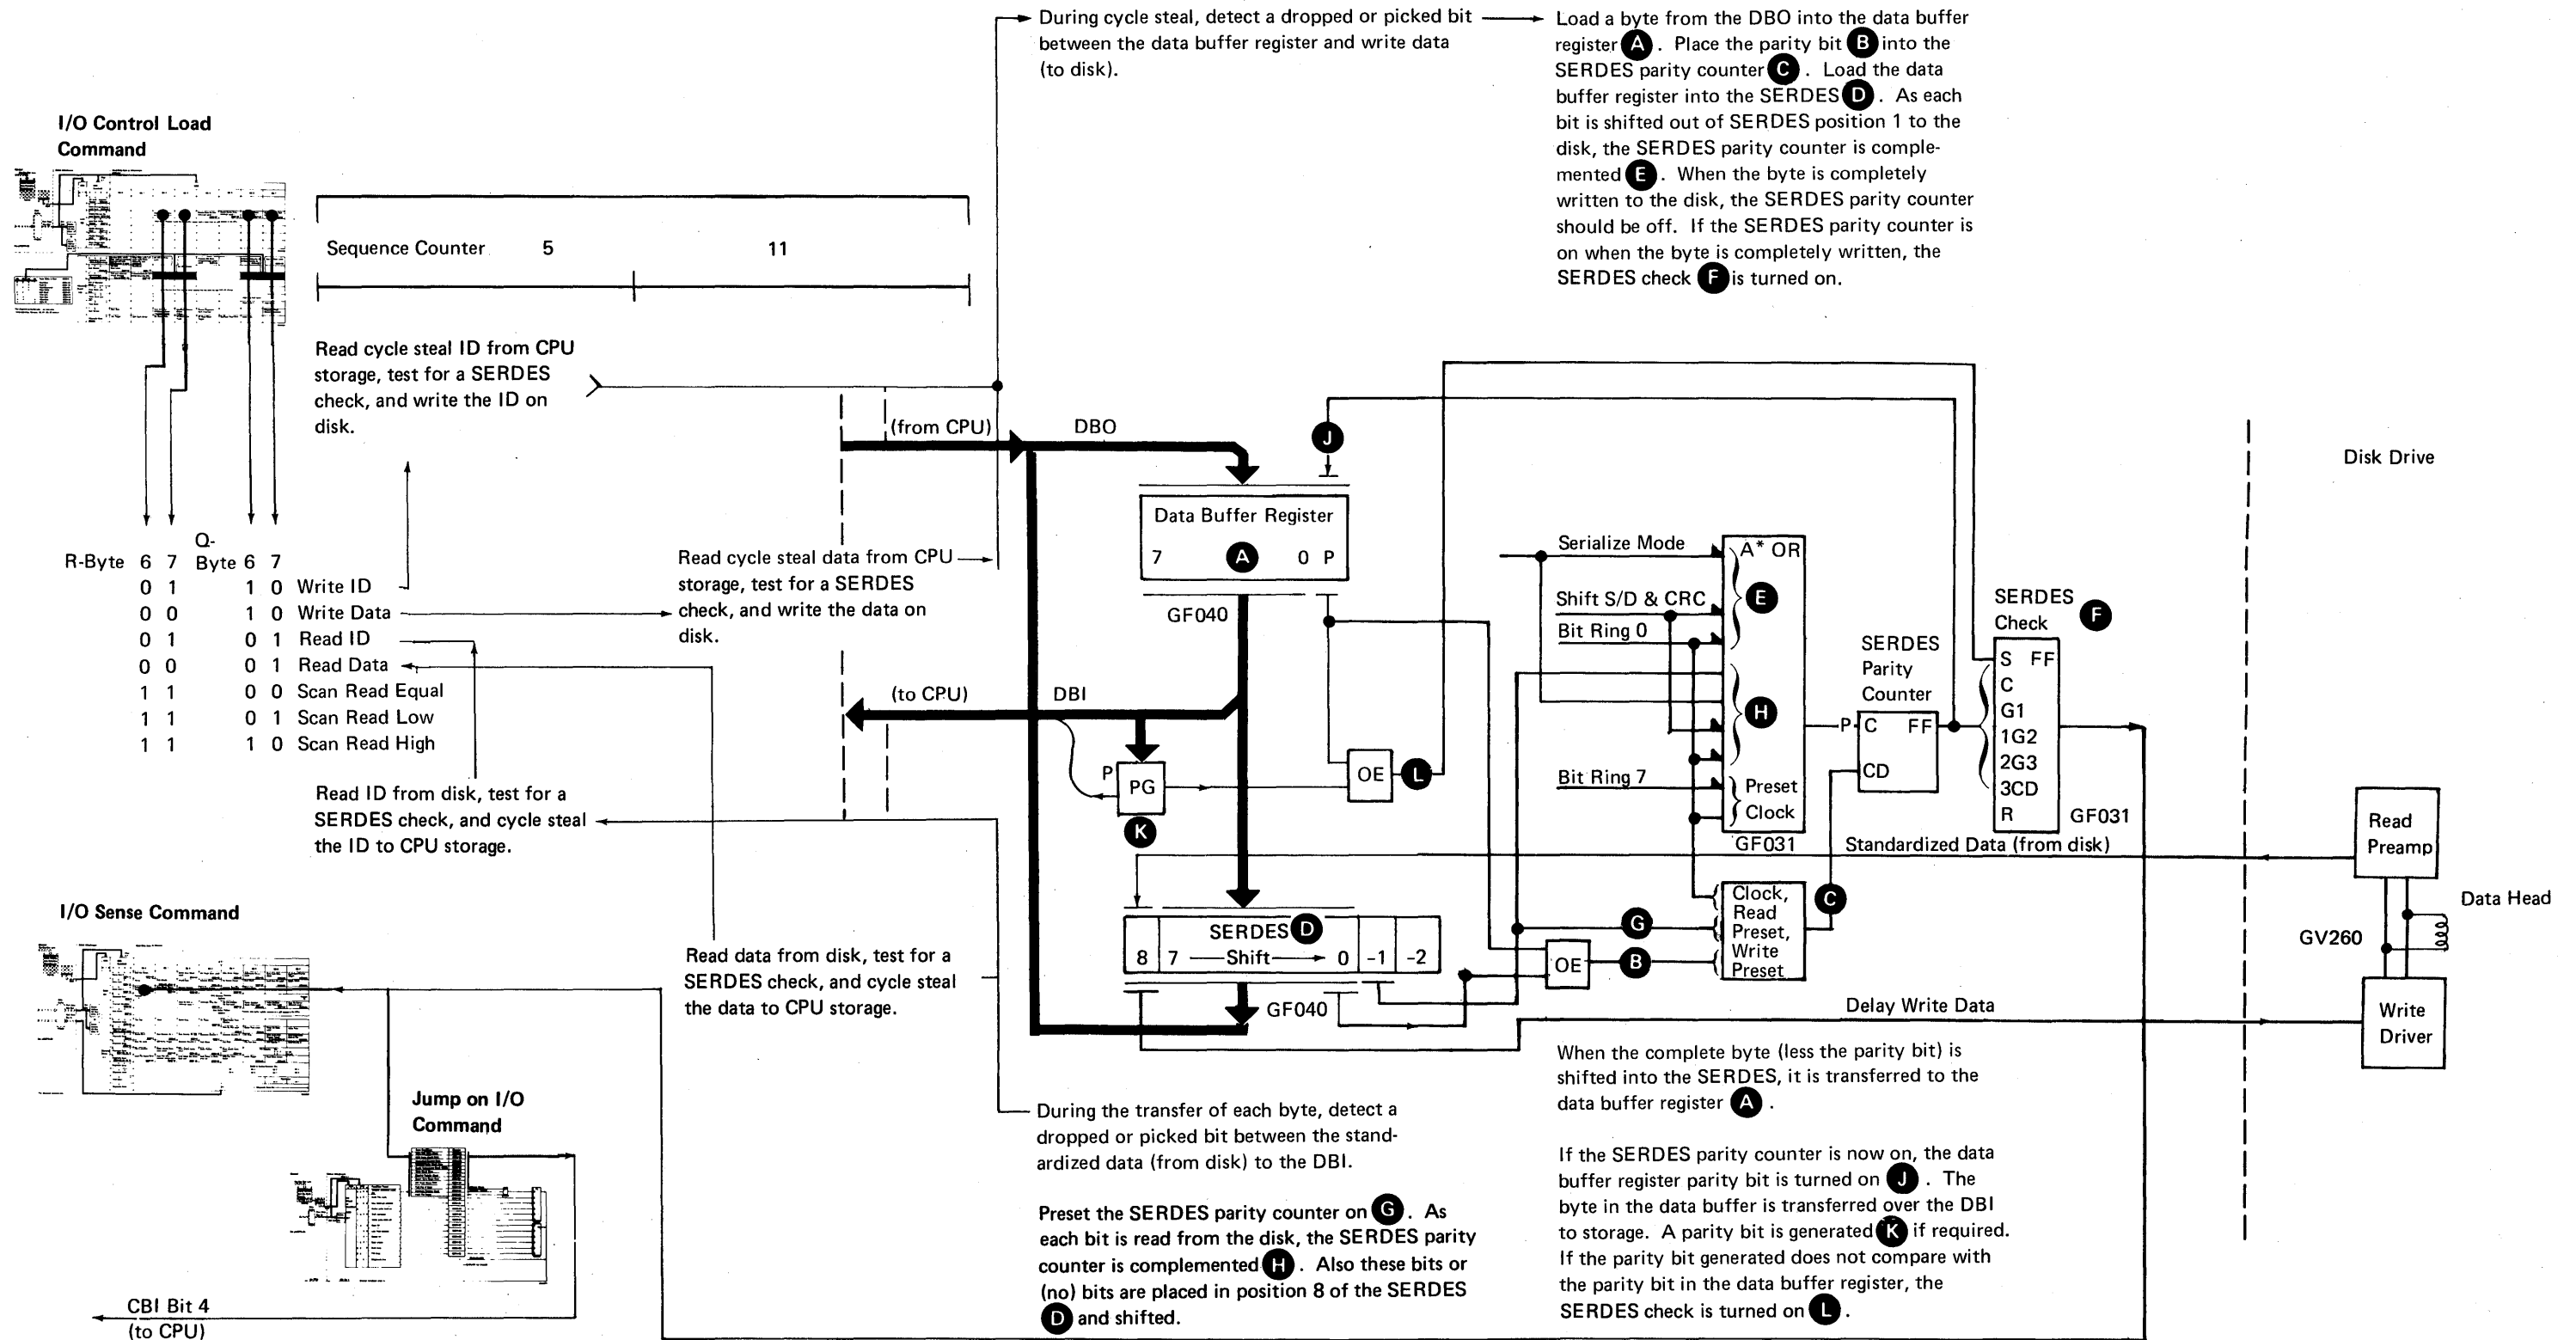 During cycle steal, detect a dropped or picked bit
between the data buffer register and write data
(to disk).
Load a byte from the DBO into the data buffer
register A . Place the parity bit B into the
SERDES parity counter C . Load the data
buffer register into the SERDES D . As each
bit is shifted out of SERDES position 1 to the
disk, the SERDES parity counter is comple-
mented E . When the byte is completely
written to the disk, the SERDES parity counter
should be off. If the SERDES parity counter is
on when the byte is completely written, the
SERDES check F is turned on.
I/O Control Load
Command
Sequence Counter 5 11
Read cycle steal ID from CPU
storage, test for a SERDES
check, and write the ID on
disk.
(from CPU) DBO
J
Disk Drive
Data Buffer Register
7 A 0 P
GF040
R-Byte 6 7 Q-
Byte 6 7
0 1 1 0 Write ID
0 0 1 0 Write Data
0 1 0 1 Read ID
0 0 0 1 Read Data
1 1 0 0 Scan Read Equal
1 1 0 1 Scan Read Low
1 1 1 0 Scan Read High
Read cycle steal data from CPU
storage, test for a SERDES
check, and write the data on
disk.
Serialize Mode
Shift S/D & CRC
Bit Ring 0
Bit Ring 7
A* OR
E
H
Preset
Clock
GF031
SERDES
Parity
Counter
P C FF
CD
SERDES
Check F
S FF
C
G1
1G2
2G3
3CD
R
GF031
(to CPU) DBI
P PG
K
OE L
Read ID from disk, test for a
SERDES check, and cycle steal
the ID to CPU storage.
Standardized Data (from disk)
Read
Preamp
Data Head
GV260
Write
Driver
I/O Sense Command
Read data from disk, test for a
SERDES check, and cycle steal
the data to CPU storage.
SERDES D
8 7 Shift 0 -1 -2
GF040
G
OE B
Clock,
Read
Preset,
Write
Preset
C
Delay Write Data
Jump on I/O
Command
CBI Bit 4
(to CPU)
During the transfer of each byte, detect a
dropped or picked bit between the stand-
ardized data (from disk) to the DBI.
Preset the SERDES parity counter on G . As
each bit is read from the disk, the SERDES parity
counter is complemented H . Also these bits or
(no) bits are placed in position 8 of the SERDES
D and shifted.
When the complete byte (less the parity bit) is
shifted into the SERDES, it is transferred to the
data buffer register A .
If the SERDES parity counter is now on, the data
buffer register parity bit is turned on J . The
byte in the data buffer is transferred over the DBI
to storage. A parity bit is generated K if required.
If the parity bit generated does not compare with
the parity bit in the data buffer register, the
SERDES check is turned on L .